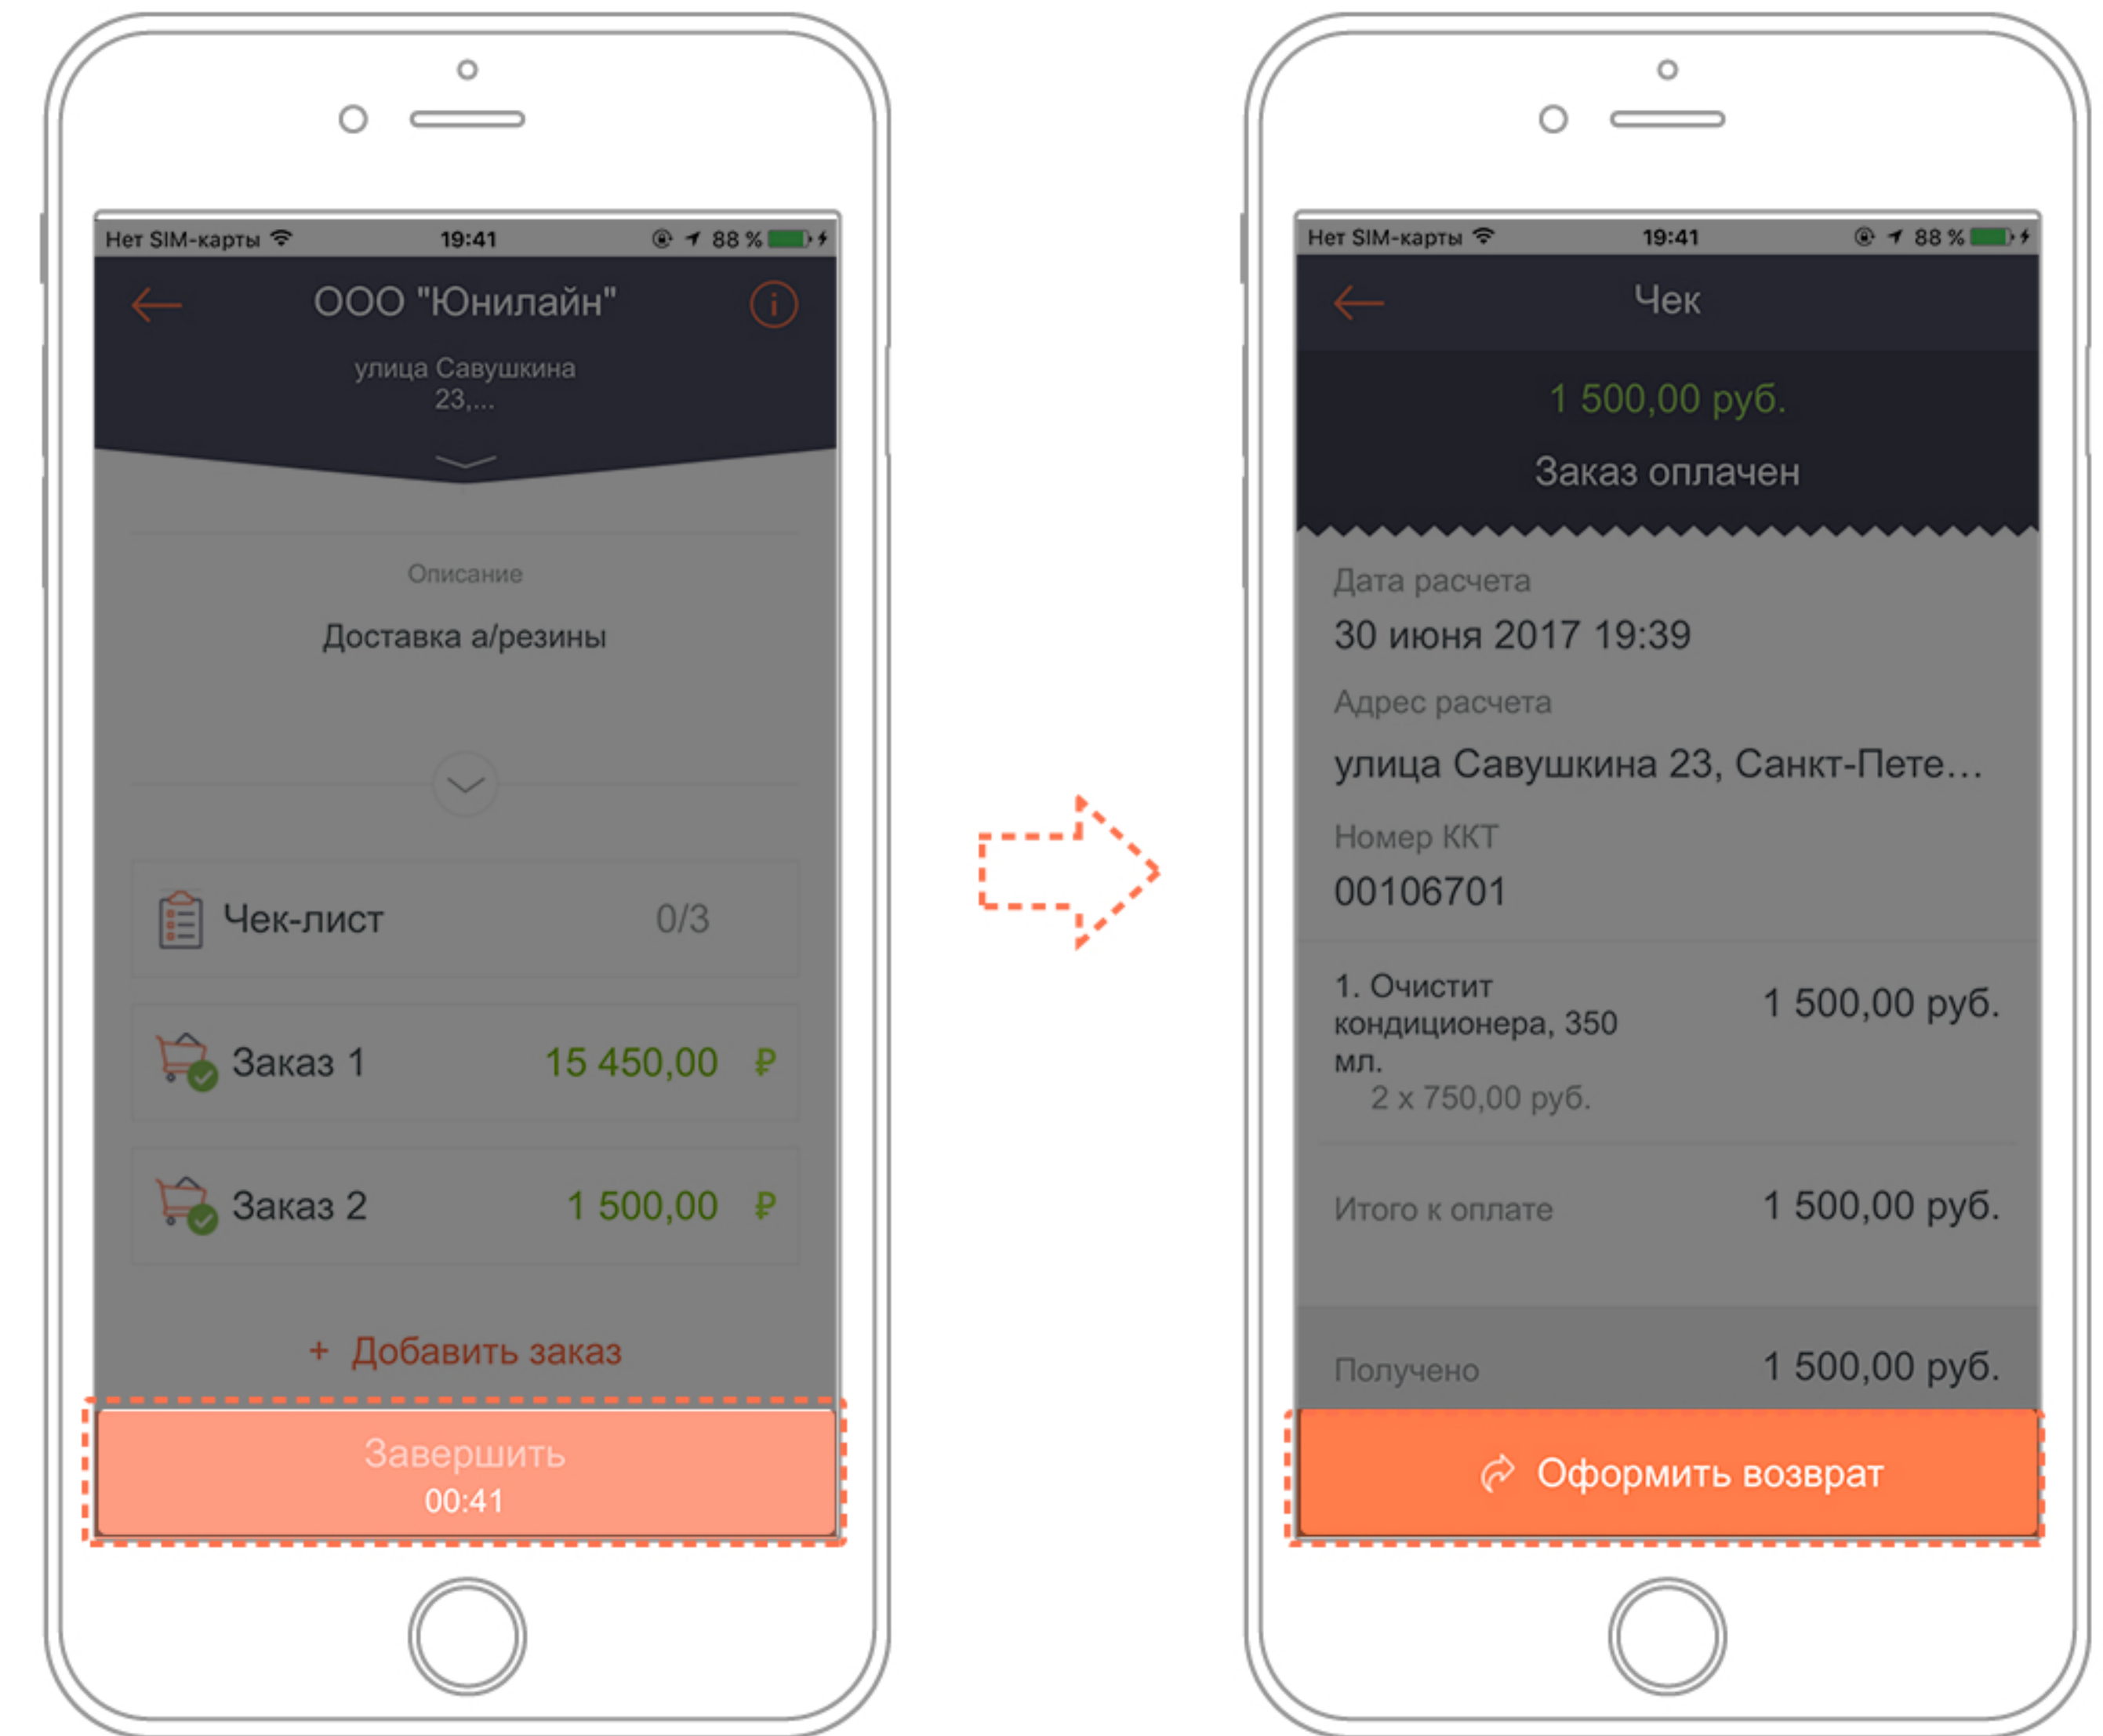 Нет SIM-карты 19:41 88 %
ООО "Юнилайн"
улица Савушкина
23,...
Описание
Доставка а/резины
Чек-лист 0/3
Заказ 1 15 450,00 ₽
Заказ 2 1 500,00 ₽
+ Добавить заказ
Завершить
00:41
Нет SIM-карты 19:41 88 %
Чек
1 500,00 руб.
Заказ оплачен
Дата расчета
30 июня 2017 19:39
Адрес расчета
улица Савушкина 23, Санкт-Пете...
Номер ККТ
00106701
1. Очистит 1 500,00 руб.
кондиционера, 350
мл.
2 x 750,00 руб.
Итого к оплате 1 500,00 руб.
Получено 1 500,00 руб.
Оформить возврат